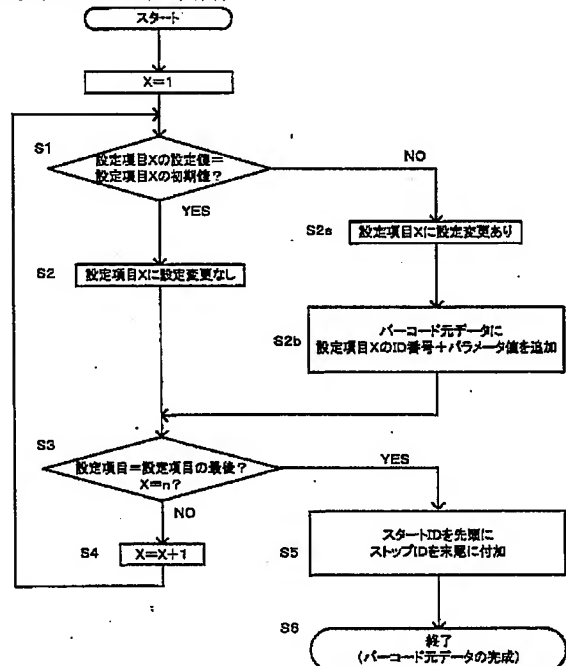 スタート
X=1
S1
設定項目Xの設定値=
設定項目Xの初期値?
NO
YES
S2a
設定項目Xに設定変更あり
S2
設定項目Xに設定変更なし
S2b
バーコード元データに
設定項目XのID番号+パラメータ値を追加
S3
設定項目=設定項目の最後?
X=n?
YES
NO
S4
X=X+1
S5
スタートIDを先頭に
ストップIDを末尾に付加
S6
終了
(バーコード元データの完成)